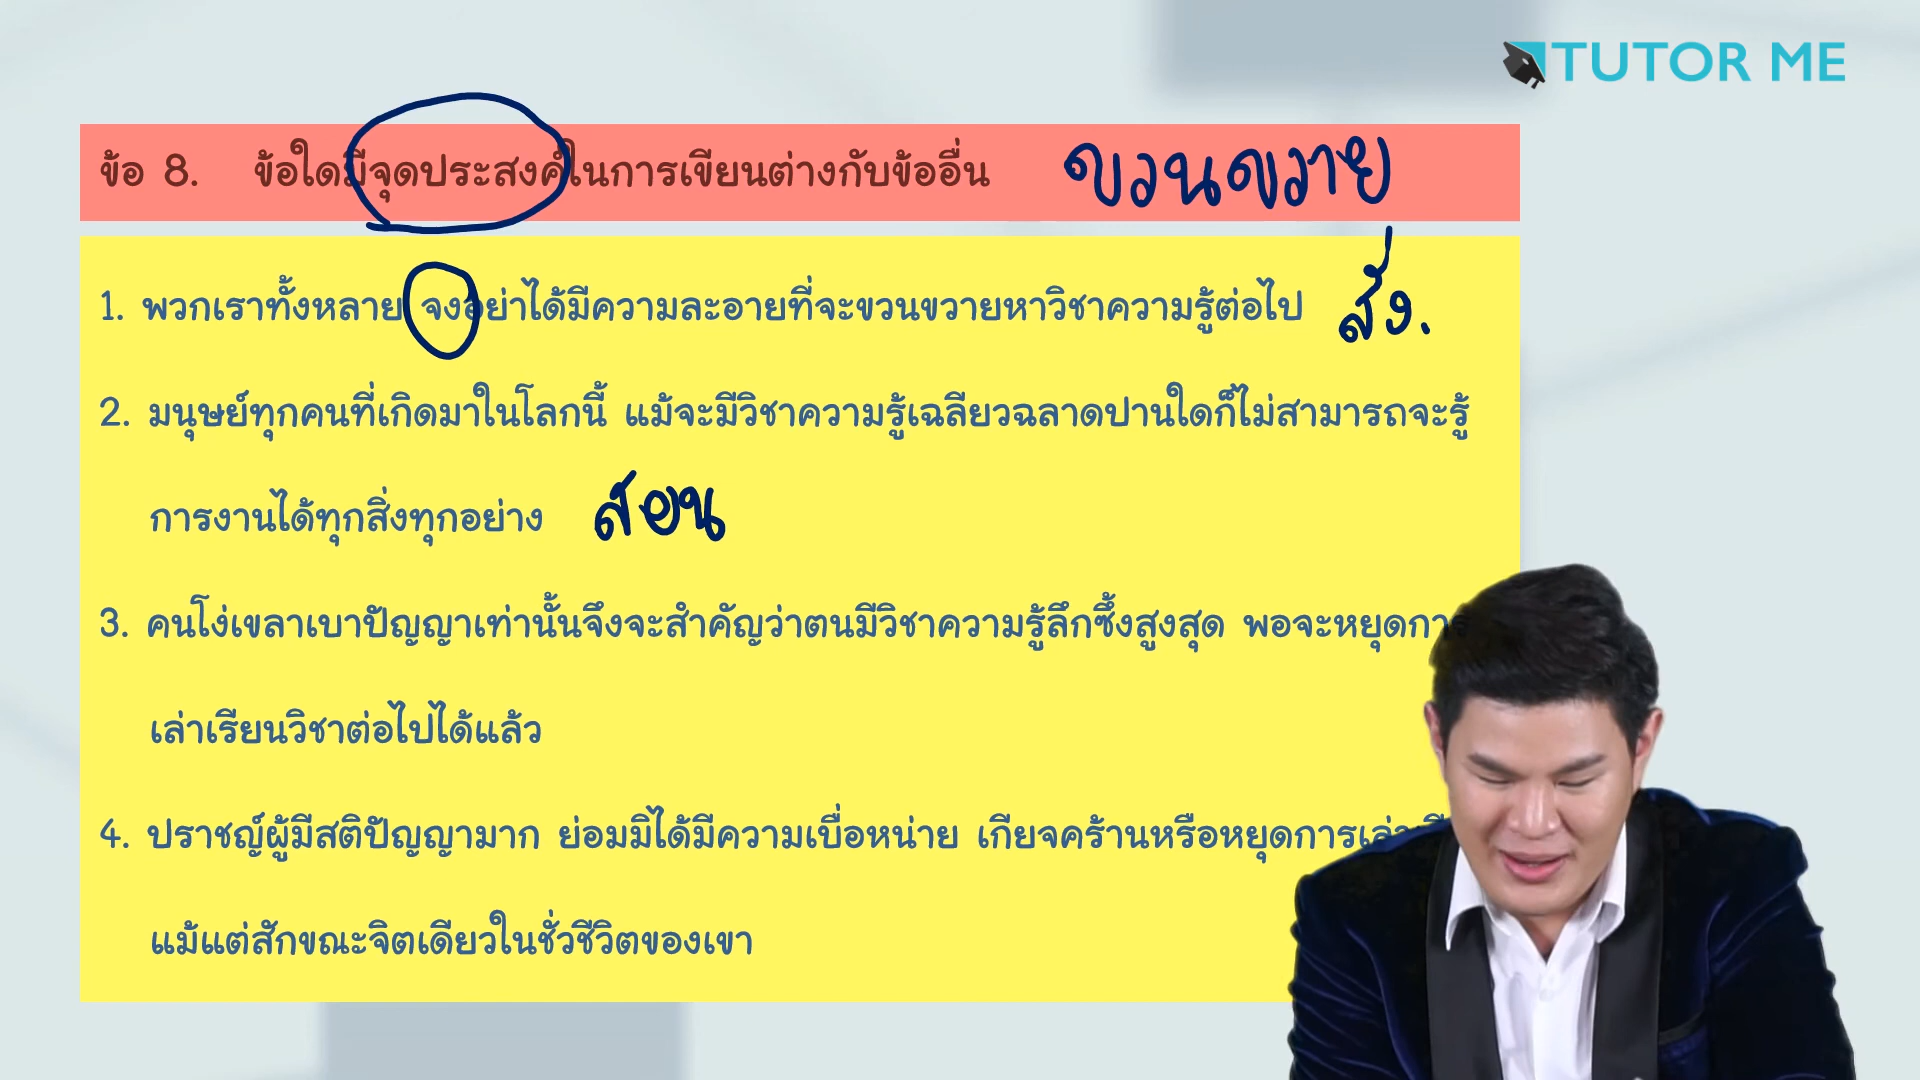 TUTOR ME
ข้อ 8. ข้อใดมีจุดประสงค์ในการเขียนต่างกับข้ออื่น ขวนขวาย
1. พวกเราทั้งหลาย จงอย่าได้มีความละอายที่จะขวนขวายหาวิชาความรู้ต่อไป สั่ง.
2. มนุษย์ทุกคนที่เกิดมาในโลกนี้ แม้จะมีวิชาความรู้เฉลียวฉลาดปานใดก็ไม่สามารถจะรู้
การงานได้ทุกสิ่งทุกอย่าง สอน
3. คนโง่เขลาเบาปัญญาเท่านั้นจึงจะสำคัญว่าตนมีวิชาความรู้ลึกซึ้งสูงสุด พอจะหยุดการ
เล่าเรียนวิชาต่อไปได้แล้ว
4. ปราชญ์ผู้มีสติปัญญามาก ย่อมมิได้มีความเบื่อหน่าย เกียจคร้านหรือหยุดการ
แม้แต่สักขณะจิตเดียวในชั่วชีวิตของเขา